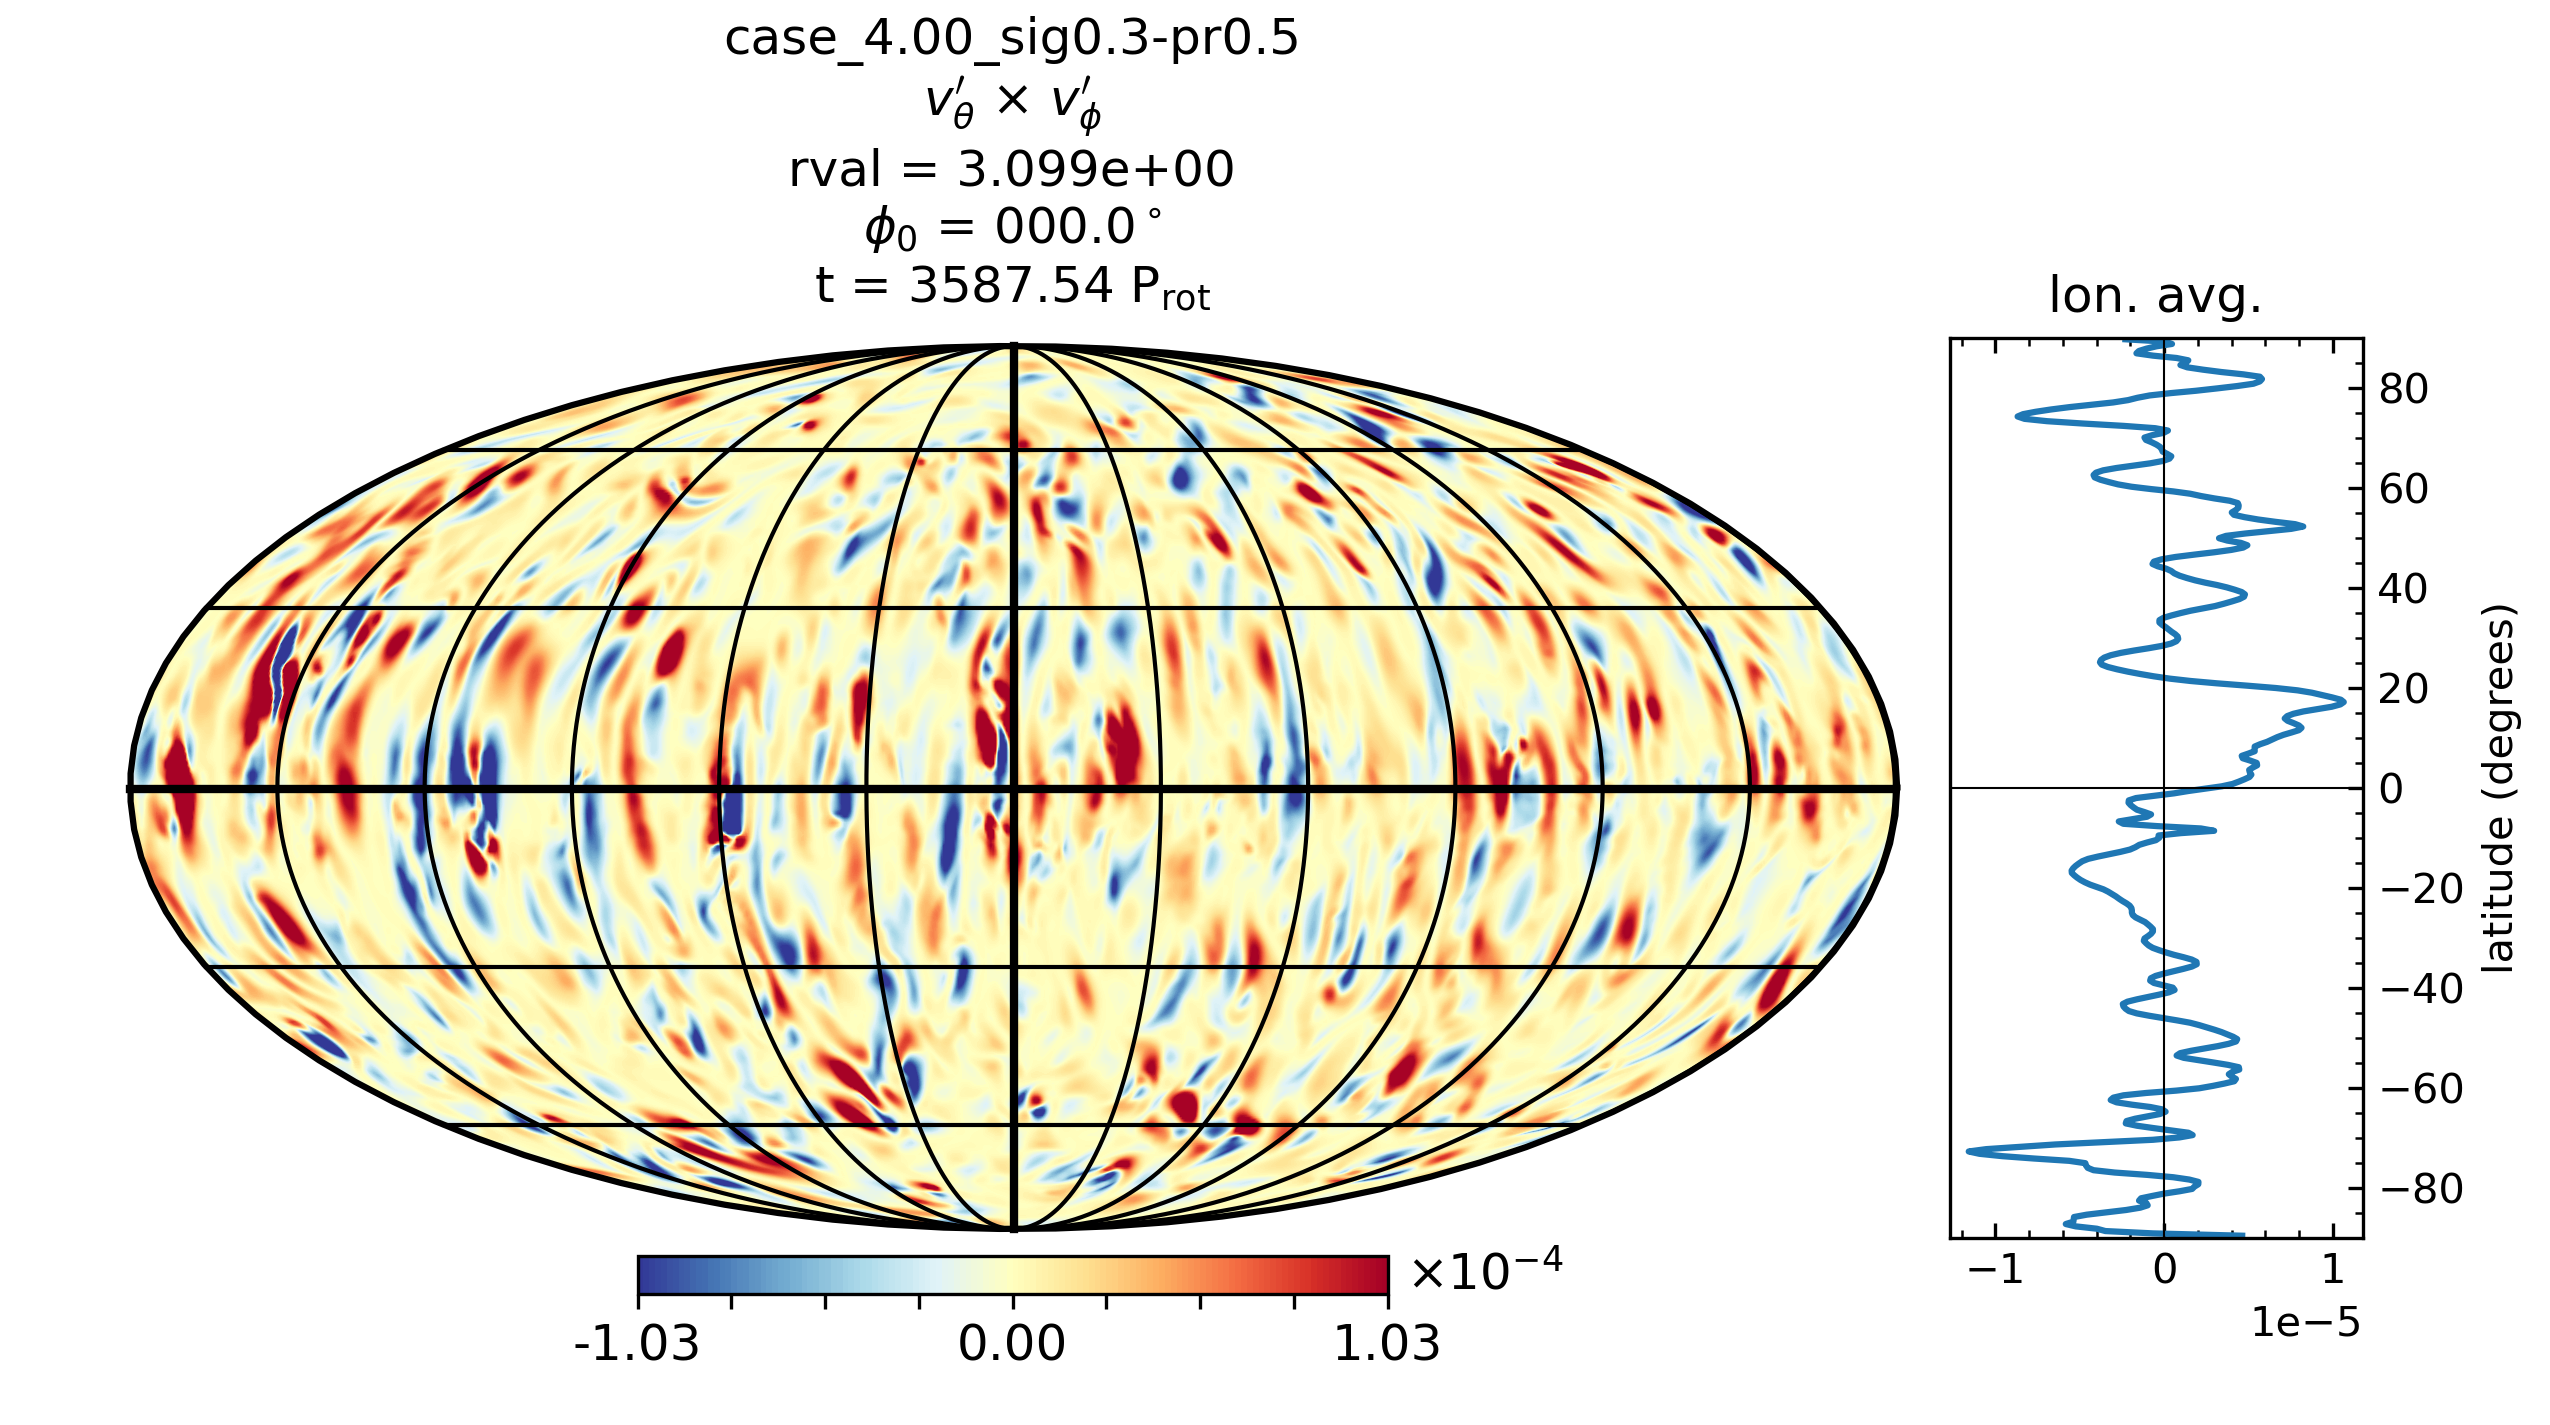 case_4.00_sig0.3-pr0.5
v′θ × v′ϕ
rval = 3.099e+00
ϕ0 = 000.0°
t = 3587.54 Prot
lon. avg.
80
60
40
20
0
−20
−40
−60
−80
latitude (degrees)
−1 0 1
1e−5
×10−4
-1.03 0.00 1.03